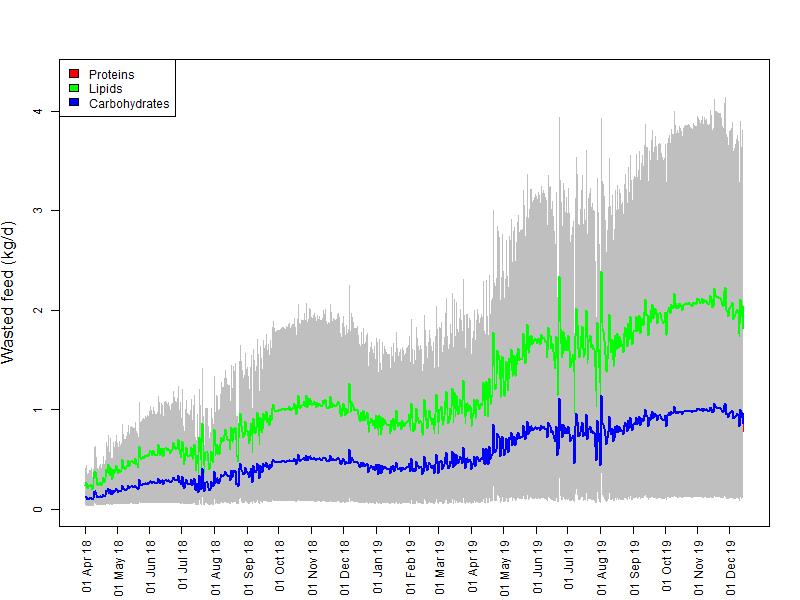 Proteins
Lipids
Carbohydrates
Wasted feed (kg/d)
4
3
2
1
0
01 Apr 18
01 May 18
01 Jun 18
01 Jul 18
01 Aug 18
01 Sep 18
01 Oct 18
01 Nov 18
01 Dec 18
01 Jan 19
01 Feb 19
01 Mar 19
01 Apr 19
01 May 19
01 Jun 19
01 Jul 19
01 Aug 19
01 Sep 19
01 Oct 19
01 Nov 19
01 Dec 19